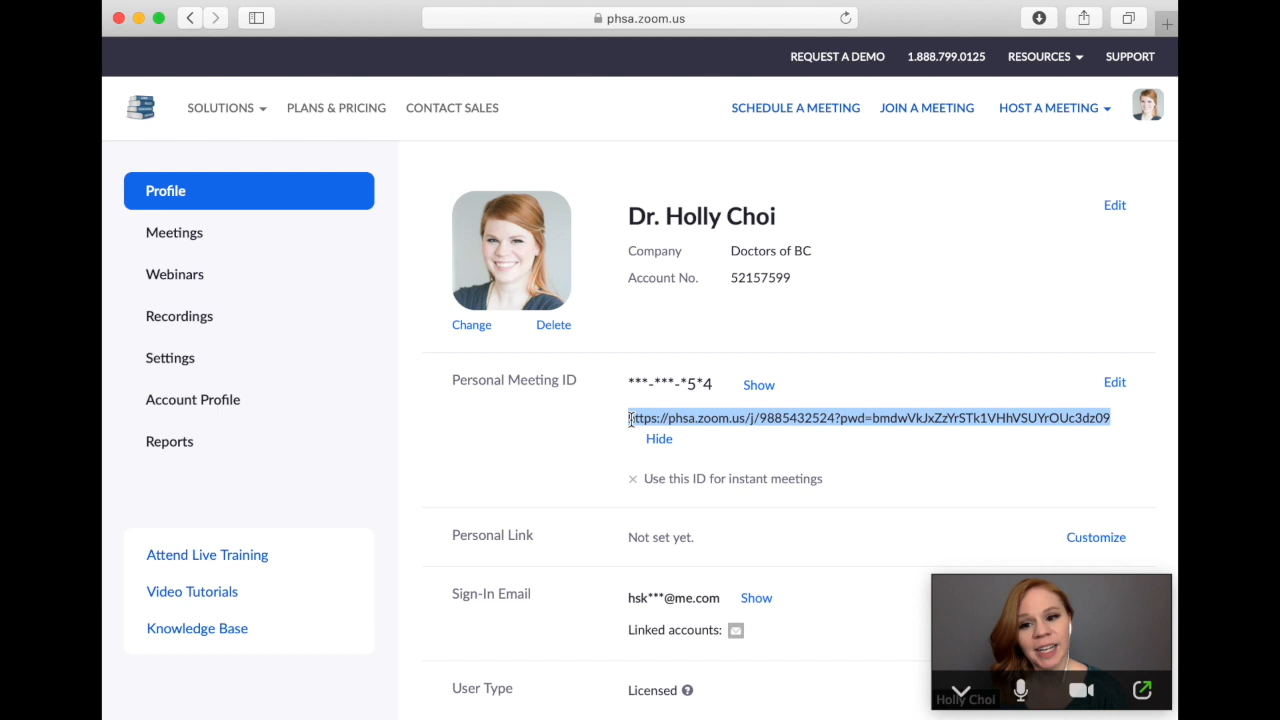 phsa.zoom.us
REQUEST A DEMO 1.888.799.0125 RESOURCES SUPPORT
SOLUTIONS PLANS & PRICING CONTACT SALES SCHEDULE A MEETING JOIN A MEETING HOST A MEETING
Profile
Meetings
Webinars
Recordings
Settings
Account Profile
Reports
Attend Live Training
Video Tutorials
Knowledge Base
Dr. Holly Choi
Edit
Company Doctors of BC
Account No. 52157599
Change Delete
Personal Meeting ID ***-***-*5*4 Show Edit
https://phsa.zoom.us/j/9885432524?pwd=bmdwVkJxZzYrSTk1VHhVSUYrOUc3dz09
Hide
× Use this ID for instant meetings
Personal Link Not set yet. Customize
Sign-In Email hsk***@me.com Show
Linked accounts:
User Type Licensed ?
Holly Choi